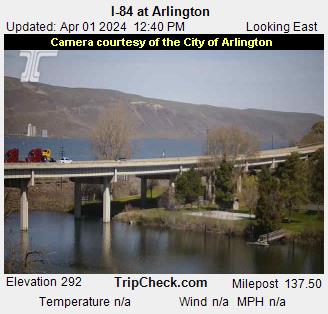 I-84 at Arlington
Updated: Apr 01 2024 12:40 PM Looking East
Camera courtesy of the City of Arlington
Elevation 292 TripCheck.com Milepost 137.50
Temperature n/a Wind n/a MPH n/a